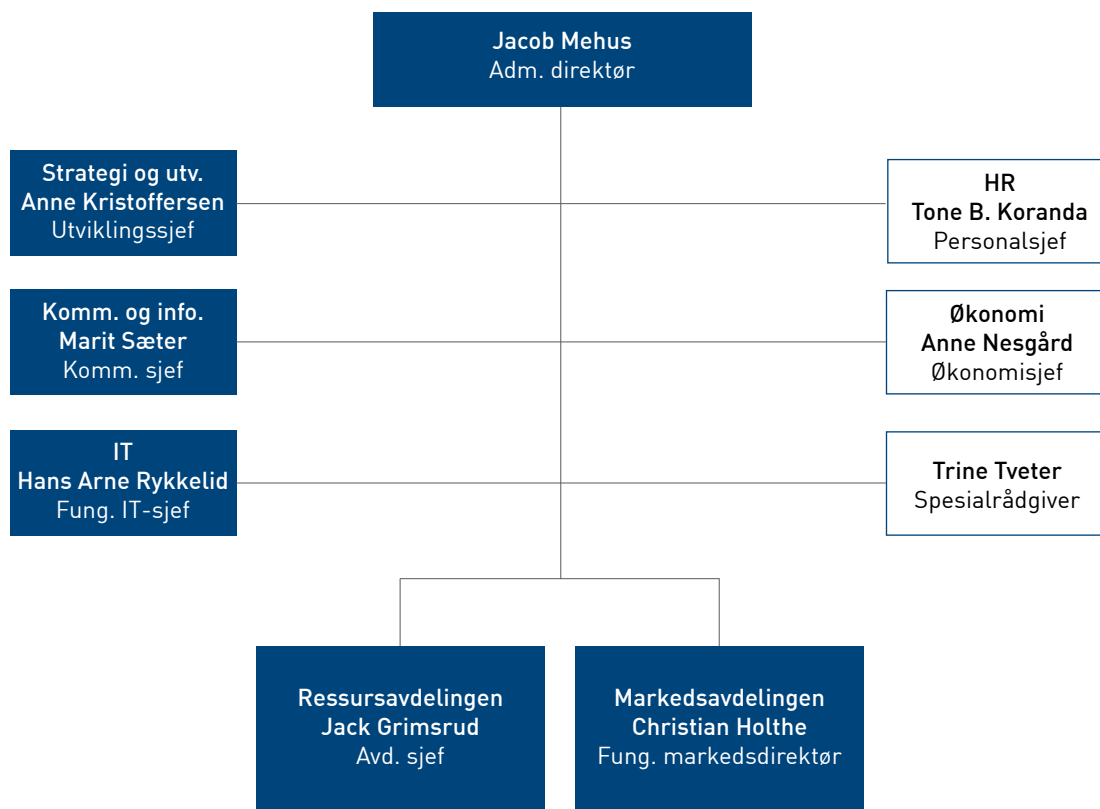 Jacob Mehus
Adm. direktør
Strategi og utv.
Anne Kristoffersen
Utviklingssjef
HR
Tone B. Koranda
Personalsjef
Komm. og info.
Marit Sæter
Komm. sjef
Økonomi
Anne Nesgård
Økonomisjef
IT
Hans Arne Rykkelid
Fung. IT-sjef
Trine Tveter
Spesialrådgiver
Ressursavdelingen
Jack Grimsrud
Avd. sjef
Markedsavdelingen
Christian Holthe
Fung. markedsdirektør